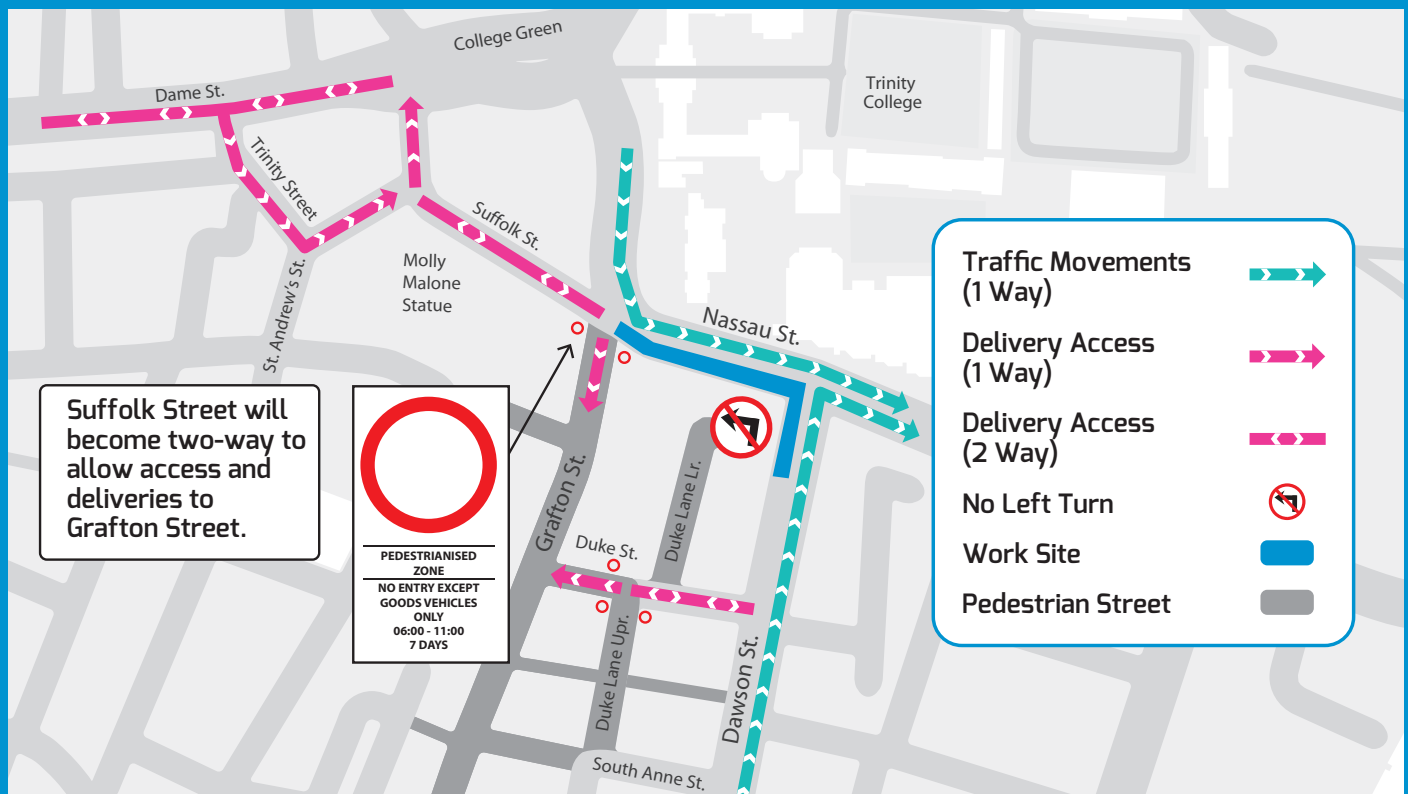 College Green
Dame St.
Trinity
College
Trinity Street
Suffolk St.
Molly
Malone
Statue
St. Andrew's St.
Nassau St.
Traffic Movements
(1 Way)
Delivery Access
(1 Way)
Delivery Access
(2 Way)
No Left Turn
Work Site
Pedestrian Street
Suffolk Street will
become two-way to
allow access and
deliveries to
Grafton Street.
PEDESTRIANISED
ZONE
NO ENTRY EXCEPT
GOODS VEHICLES
ONLY
06:00 - 11:00
7 DAYS
Grafton St.
Duke Lane Lr.
Duke St.
Duke Lane Upr.
Dawson St.
South Anne St.